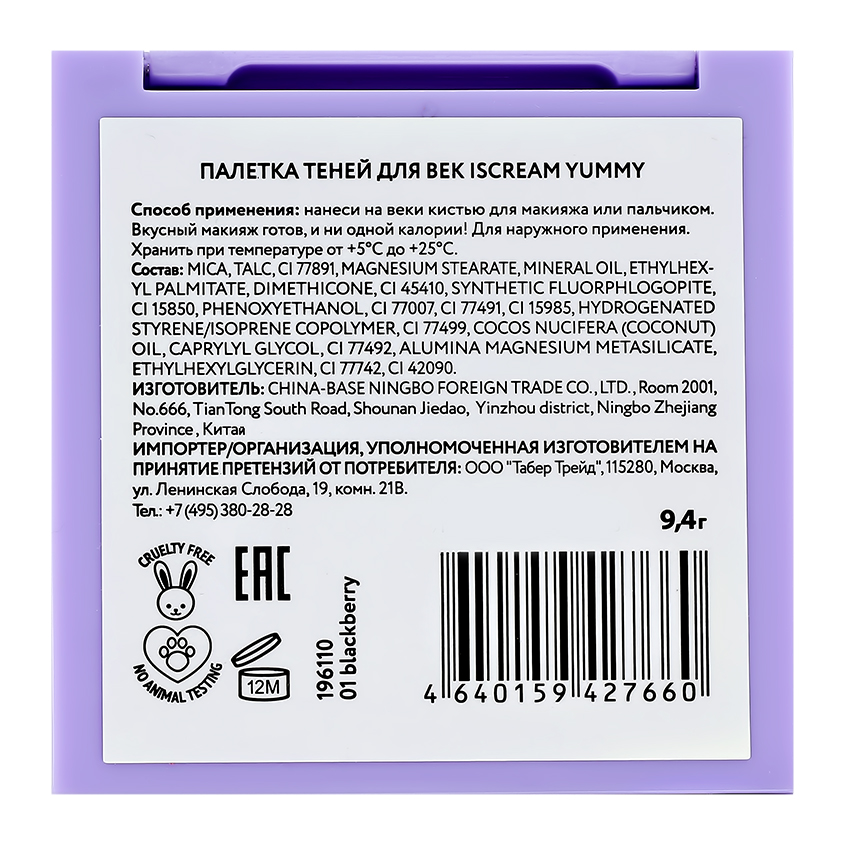 ПАЛЕТКА ТЕНЕЙ ДЛЯ ВЕК ISCREAM YUMMY
Способ применения: нанеси на веки кистью для макияжа или пальчиком.
Вкусный макияж готов, и ни одной калории! Для наружного применения.
Хранить при температуре от +5°C до +25°C.
Состав: MICA, TALC, CI 77891, MAGNESIUM STEARATE, MINERAL OIL, ETHYLHEX-
YL PALMITATE, DIMETHICONE, CI 45410, SYNTHETIC FLUORPHLOGOPITE,
CI 15850, PHENOXYETHANOL, CI 77007, CI 77491, CI 15985, HYDROGENATED
STYRENE/ISOPRENE COPOLYMER, CI 77499, COCOS NUCIFERA (COCONUT)
OIL, CAPRYLYL GLYCOL, CI 77492, ALUMINA MAGNESIUM METASILICATE,
ETHYLHEXYLGLYCERIN, CI 77742, CI 42090.
ИЗГОТОВИТЕЛЬ: CHINA-BASE NINGBO FOREIGN TRADE CO., LTD., Room 2001,
No.666, TianTong South Road, Shounan Jiedao, Yinzhou district, Ningbo Zhejiang
Province , Китай
ИМПОРТЕР/ОРГАНИЗАЦИЯ, УПОЛНОМОЧЕННАЯ ИЗГОТОВИТЕЛЕМ НА
ПРИНЯТИЕ ПРЕТЕНЗИЙ ОТ ПОТРЕБИТЕЛЯ: ООО "Табер Трейд", 115280, Москва,
ул. Ленинская Слобода, 19, комн. 21В.
Тел.: +7 (495) 380-28-28
9,4г
CRUELTY FREE
NO ANIMAL TESTING
EAC
12M
196110
01 blackberry
4 640159 427660